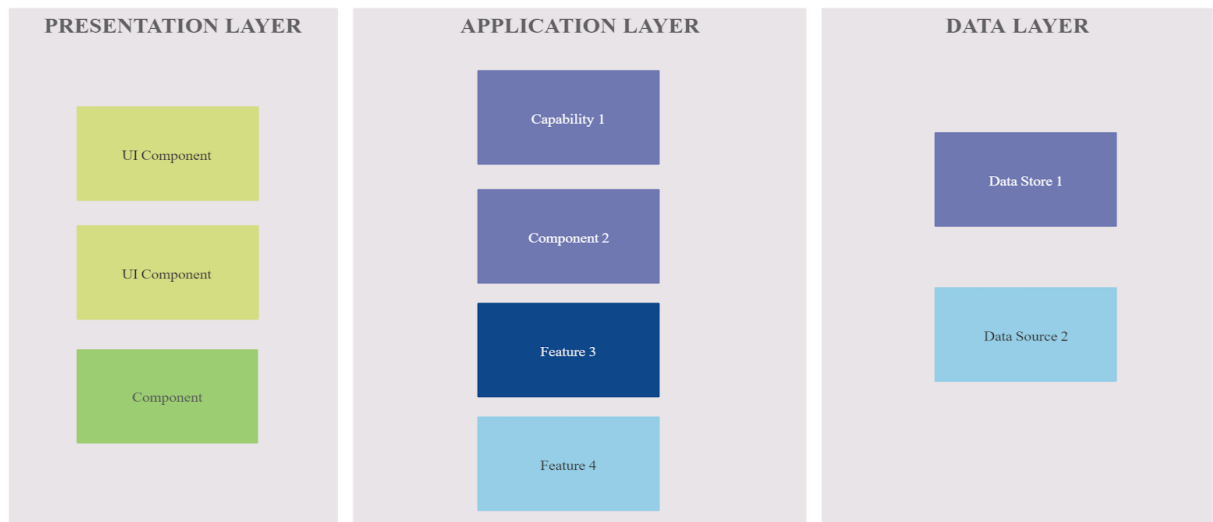 PRESENTATION LAYER
UI Component
UI Component
Component
APPLICATION LAYER
Capability 1
Component 2
Feature 3
Feature 4
DATA LAYER
Data Store 1
Data Source 2